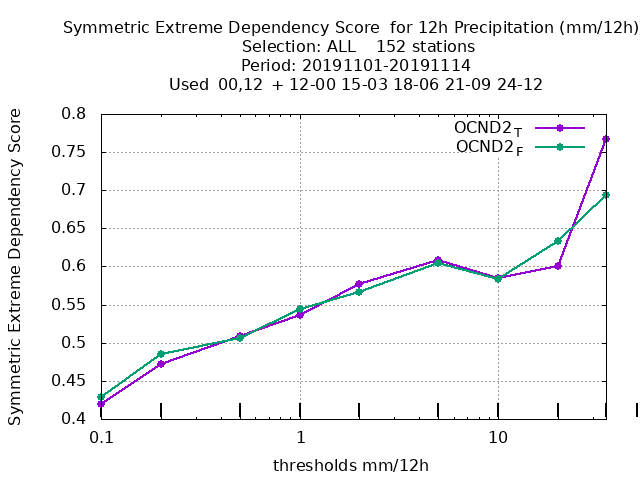 Symmetric Extreme Dependency Score  for 12h Precipitation (mm/12h)
Selection: ALL    152 stations
Period: 20191101-20191114
Used  00,12  + 12-00 15-03 18-06 21-09 24-12
Symmetric Extreme Dependency Score
0.8
0.75
0.7
0.65
0.6
0.55
0.5
0.45
0.4
OCND2T
OCND2F
0.1
1
10
thresholds mm/12h